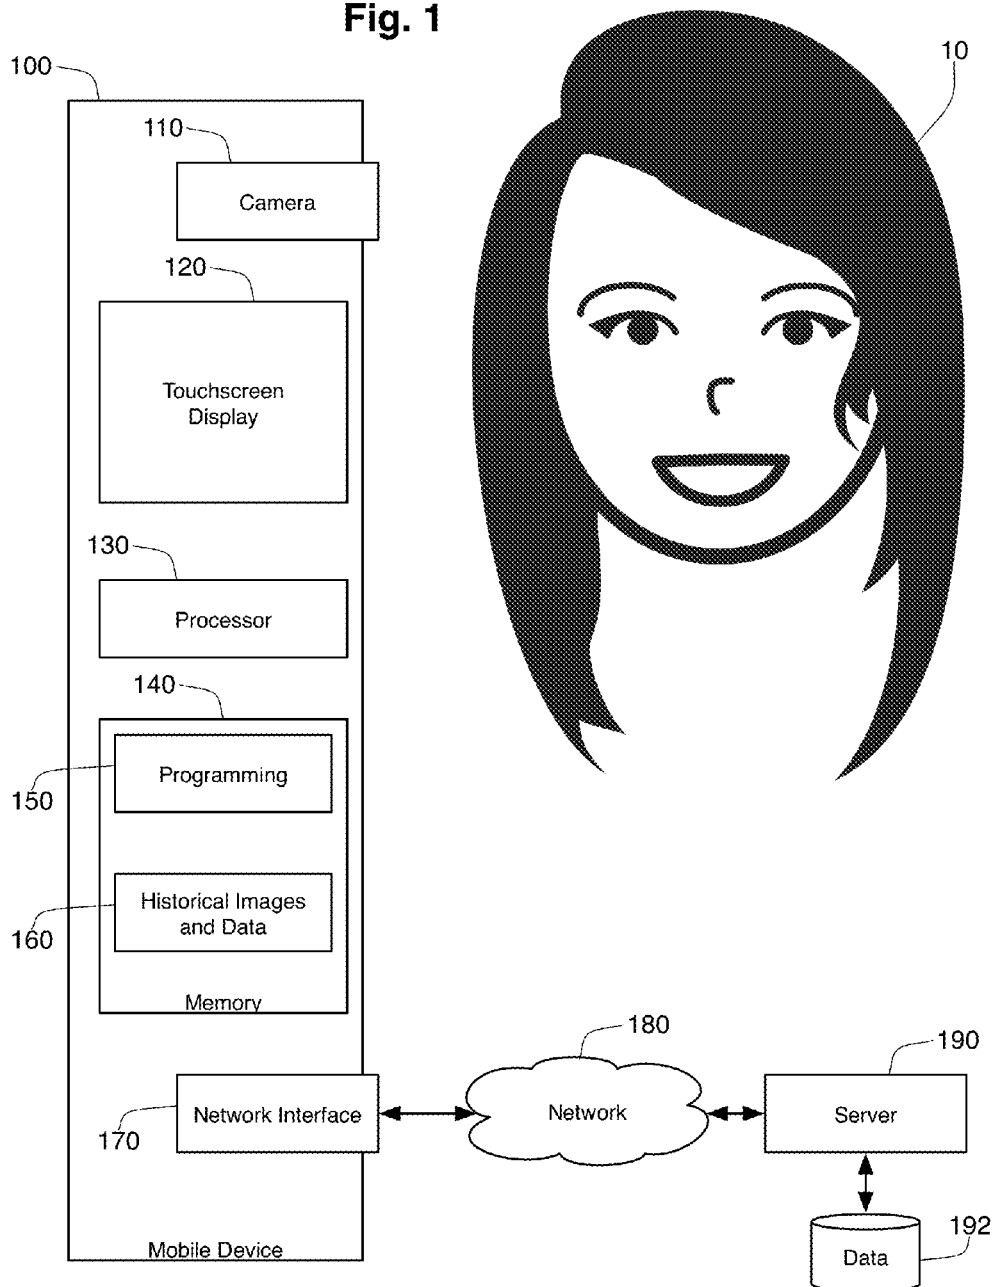 Fig. 1
100
10
110
Camera
120
Touchscreen
Display
130
Processor
140
Programming
150
Historical Images
and Data
160
Memory
180
190
Network Interface
Network
Server
170
192
Mobile Device
Data